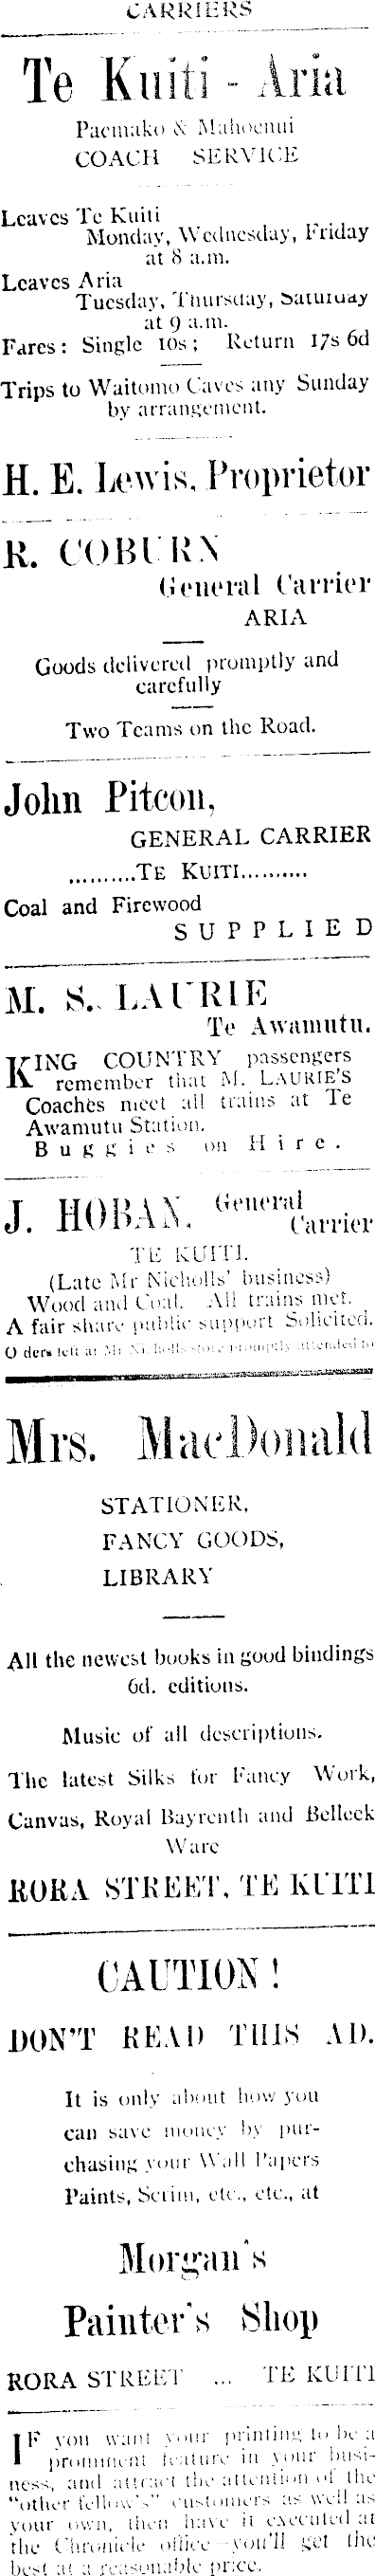 CARRIERS
Te Kuiti - Aria
Paemako & Mahoenui
COACH SERVICE
Leaves Te Kuiti
Monday, Wednesday, Friday
at 8 a.m.
Leaves Aria
Tuesday, Thursday, Saturday
at 9 a.m.
Fares: Single 10s; Return 17s 6d
Trips to Waitomo Caves any Sunday
by arrangement.
H. E. Lewis, Proprietor
R. COBURN
General Carrier
ARIA
Goods delivered promptly and
carefully
Two Teams on the Road.
John Pitcon,
GENERAL CARRIER
..........TE KUITI..........
Coal and Firewood
SUPPLIED
M. S. LAURIE
Te Awamutu.
KING COUNTRY passengers
remember that M. LAURIE'S
Coaches meet all trains at Te
Awamutu Station.
Buggies on Hire.
J. HOBAN, General
Carrier
TE KUITI.
(Late Mr Nicholls' business)
Wood and Coal. All trains met.
A fair share public support Solicited.
O ders left at Mr Nicholls store promptly attended to
Mrs. MacDonald
STATIONER,
FANCY GOODS,
LIBRARY
All the newest books in good bindings
6d. editions.
Music of all descriptions.
The latest Silks for Fancy Work,
Canvas, Royal Bayrenth and Belleek
Ware
RORA STREET, TE KUITI
CAUTION!
DON'T READ THIS AD.
It is only about how you
can save money by pur-
chasing your Wall Papers
Paints, Scrim, etc., etc., at
Morgan's
Painter's Shop
RORA STREET ... TE KUITI
IF you want your printing to be a
prominent feature in your busi-
ness, and attract the attention of the
"other fellow's" customers as well as
your own, then have it executed at
the Chronicle office—you'll get the
best at a reasonable price.